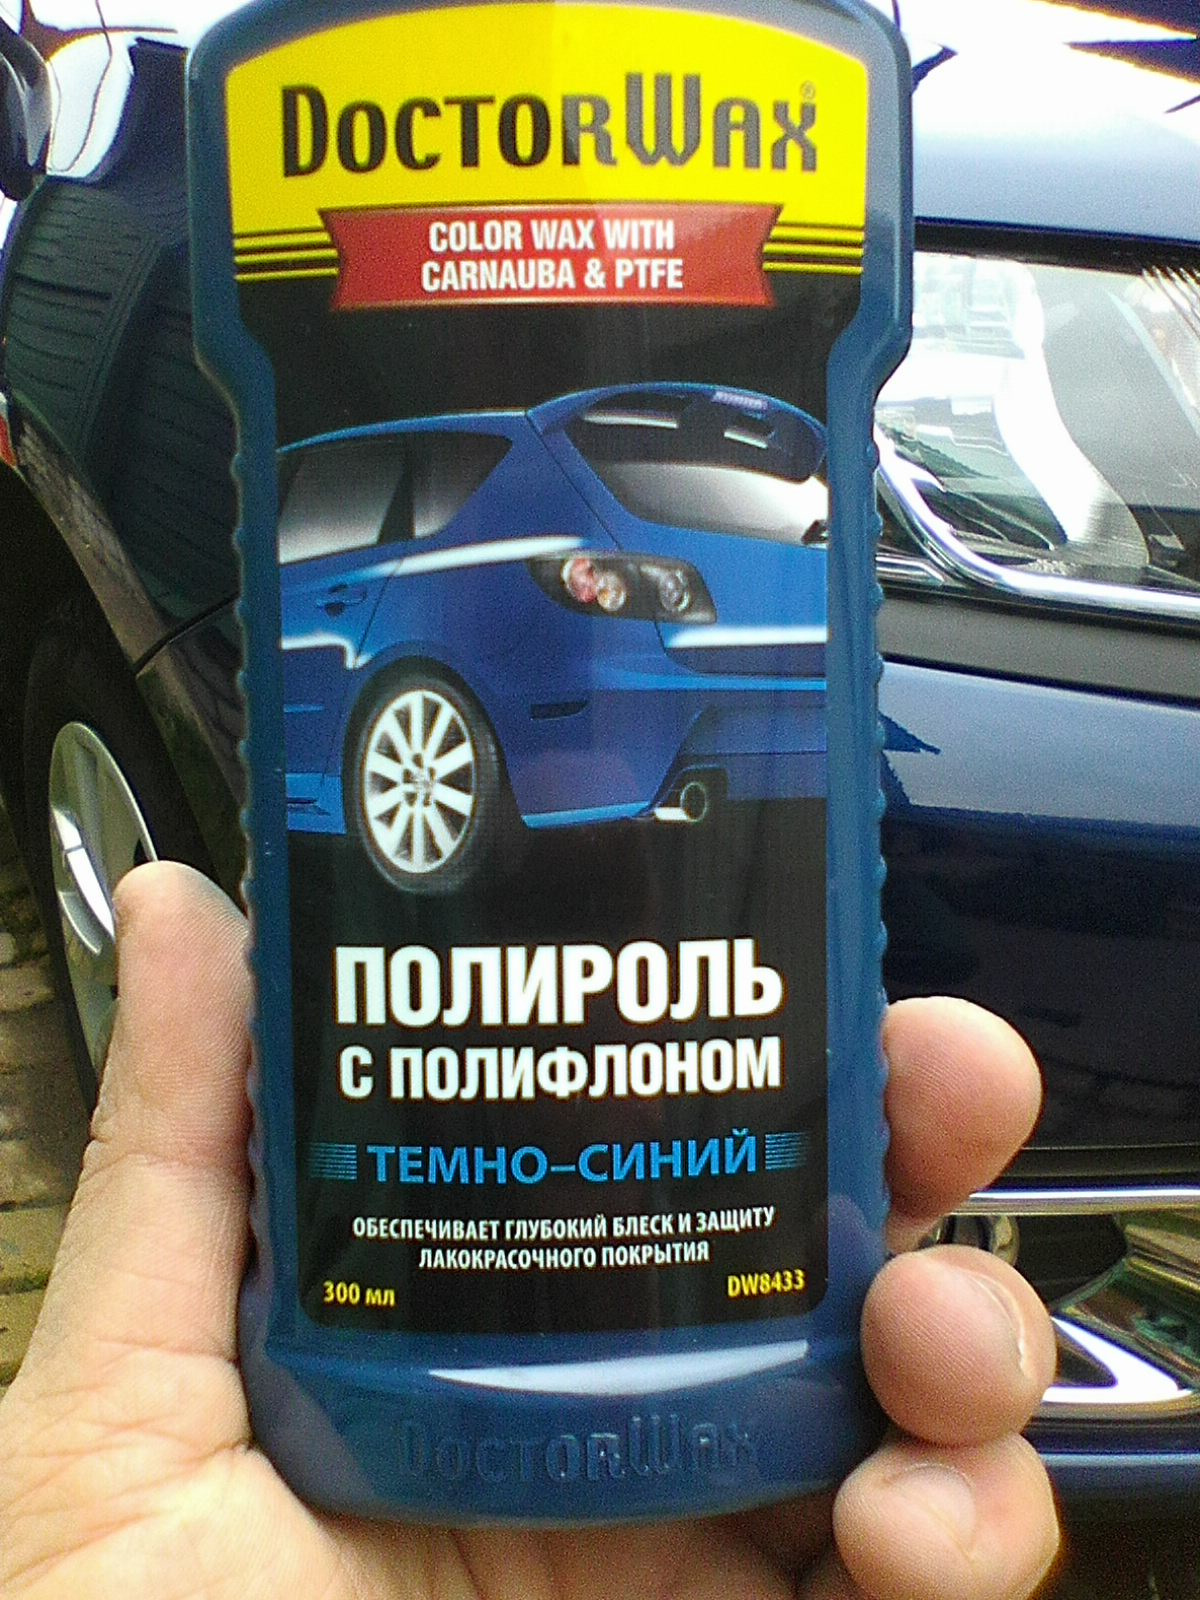 DOCTORWAX®
COLOR WAX WITH
CARNAUBA & PTFE
ПОЛИРОЛЬ
С ПОЛИФЛОНОМ
ТЕМНО–СИНИЙ
ОБЕСПЕЧИВАЕТ ГЛУБОКИЙ БЛЕСК И ЗАЩИТУ
ЛАКОКРАСОЧНОГО ПОКРЫТИЯ
300 мл DW8433
DOCTORWAX